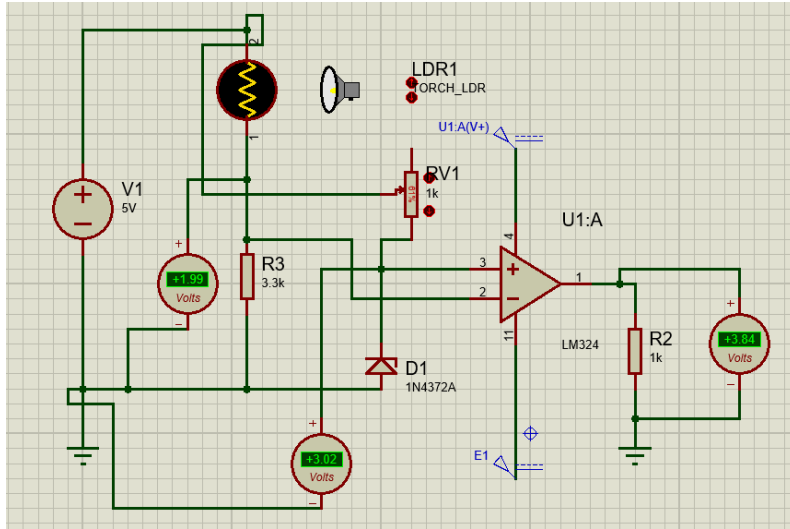 2
LDR1
TORCH_LDR
1
U1:A(V+)
RV1
1k
61%
V1
5V
U1:A
4
+
+1.99
Volts
−
R3
3.3k
3
2
1
11
LM324
+
+3.84
Volts
−
R2
1k
D1
1N4372A
+
+3.02
Volts
−
E1